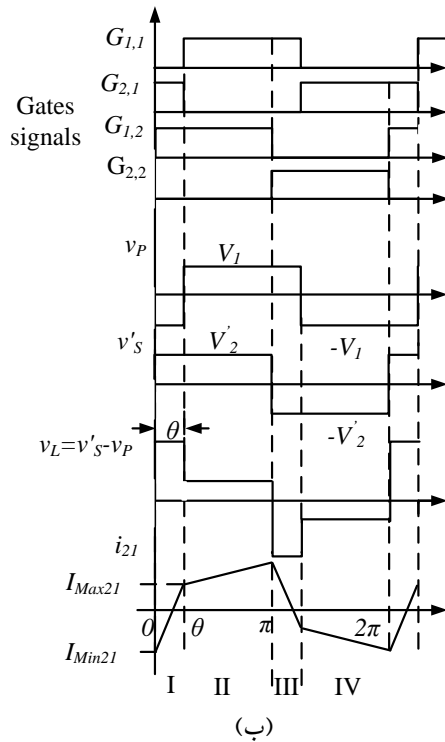 G1,1
G2,1
Gates
signals
G1,2
G2,2
vP
V1
v's
V'2
-V1
θ
-V'2
vL=v's-vP
i21
IMax21
0 θ π 2π
IMin21
I II III IV
(ب)